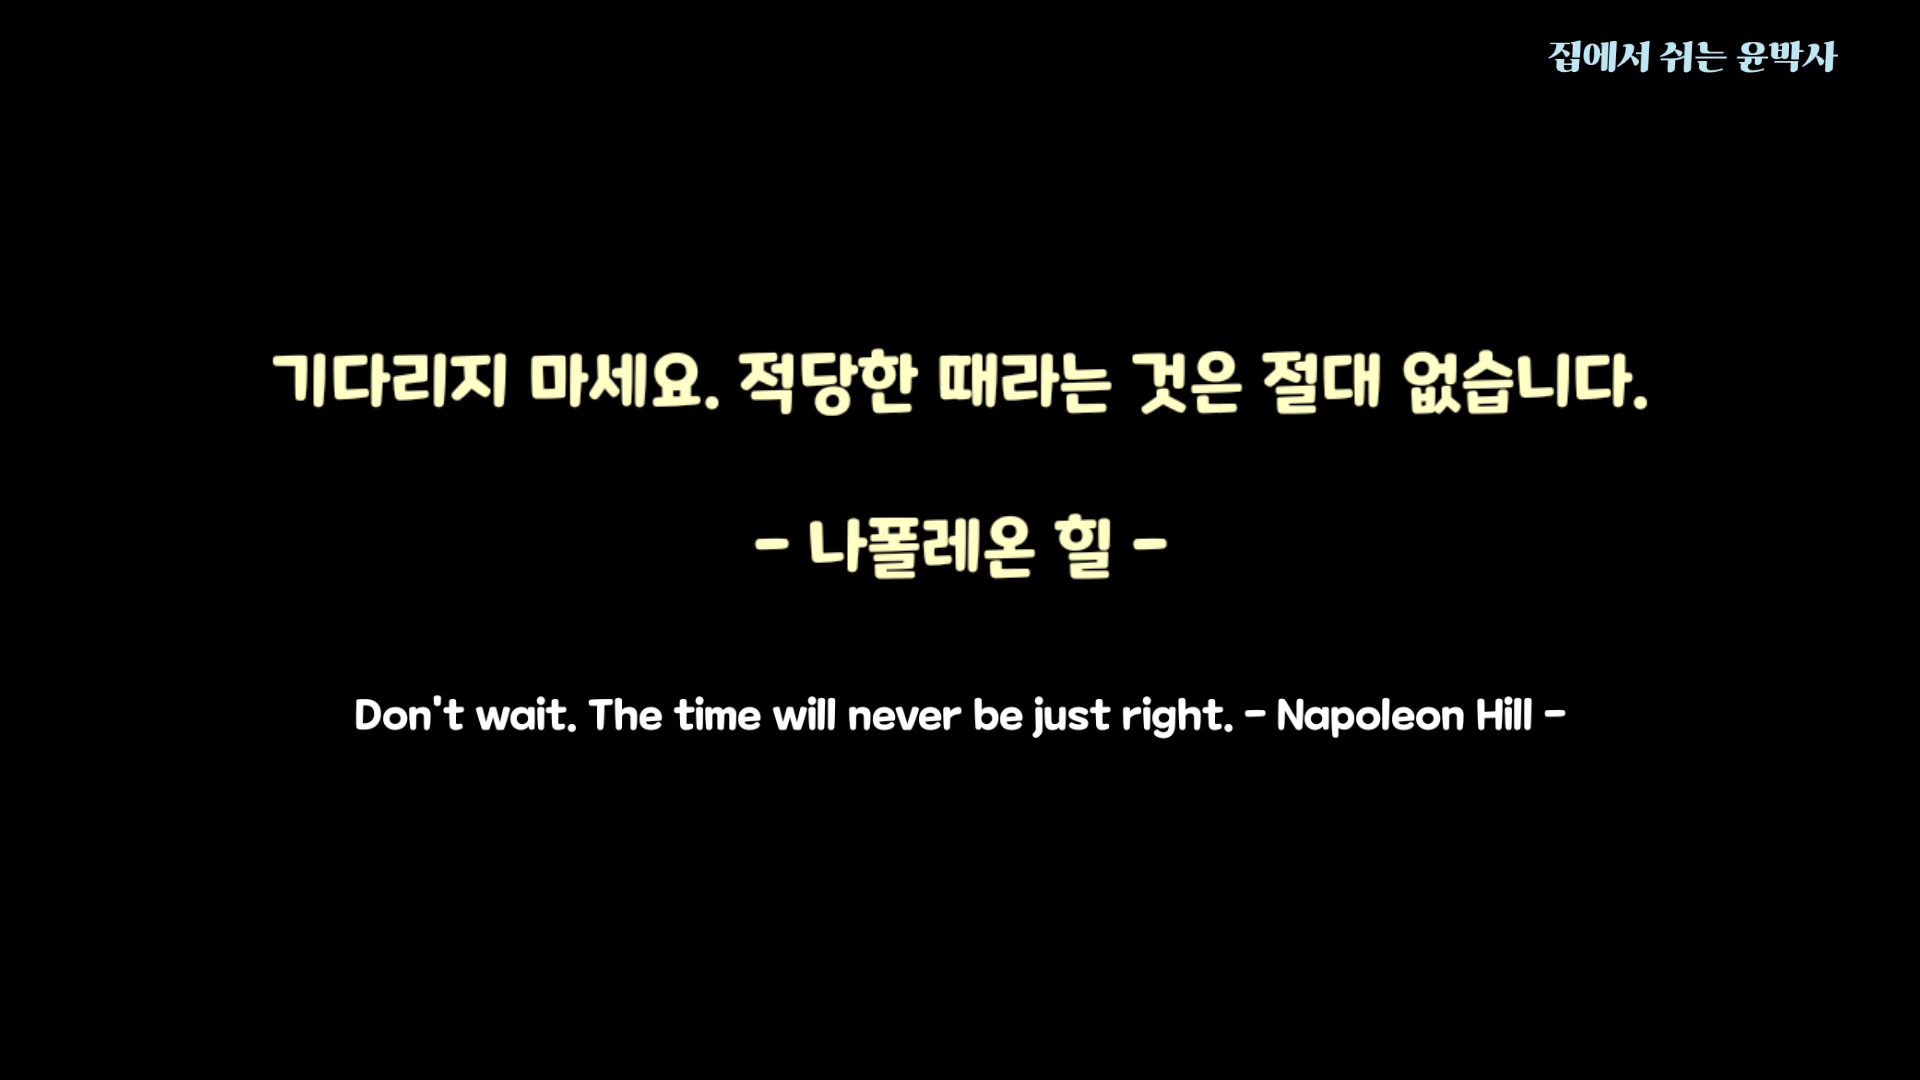 집에서 쉬는 윤박사
기다리지 마세요. 적당한 때라는 것은 절대 없습니다.
- 나폴레온 힐 -
Don't wait. The time will never be just right. - Napoleon Hill -